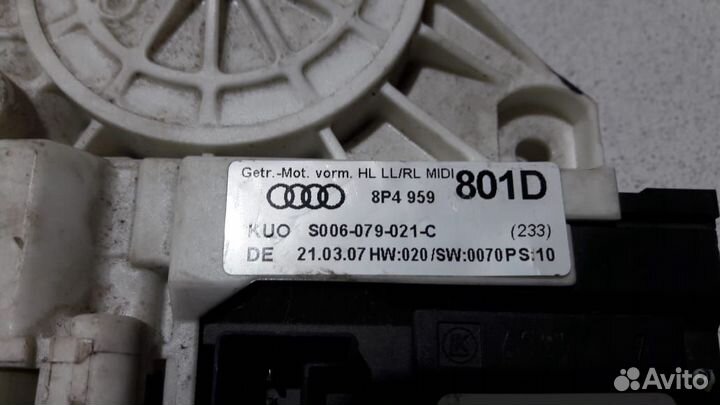 Getr.-Mot. vorm. HL LL/RL MIDI
8P4 959 801D
KUO S006-079-021-C (233)
DE 21.03.07 HW:020/SW:0070 PS:10
K
Avito